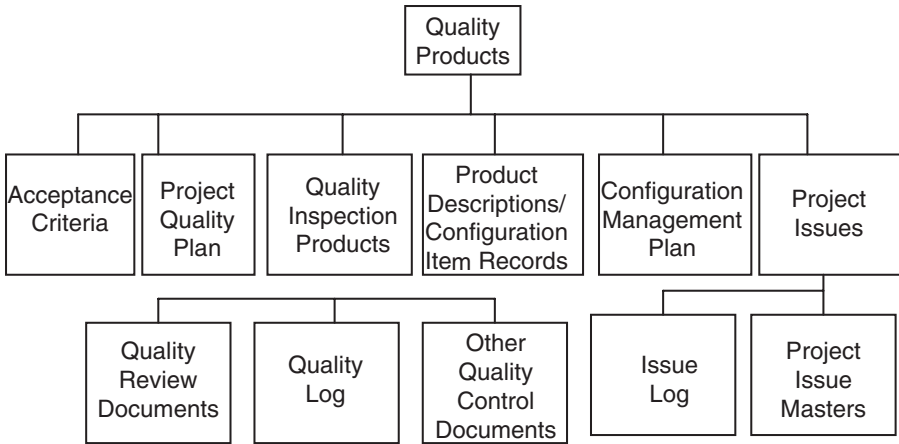 Quality
Products
Acceptance
Criteria
Project
Quality
Plan
Quality
Inspection
Products
Product
Descriptions/
Configuration
Item Records
Configuration
Management
Plan
Project
Issues
Quality
Review
Documents
Quality
Log
Other
Quality
Control
Documents
Issue
Log
Project
Issue
Masters